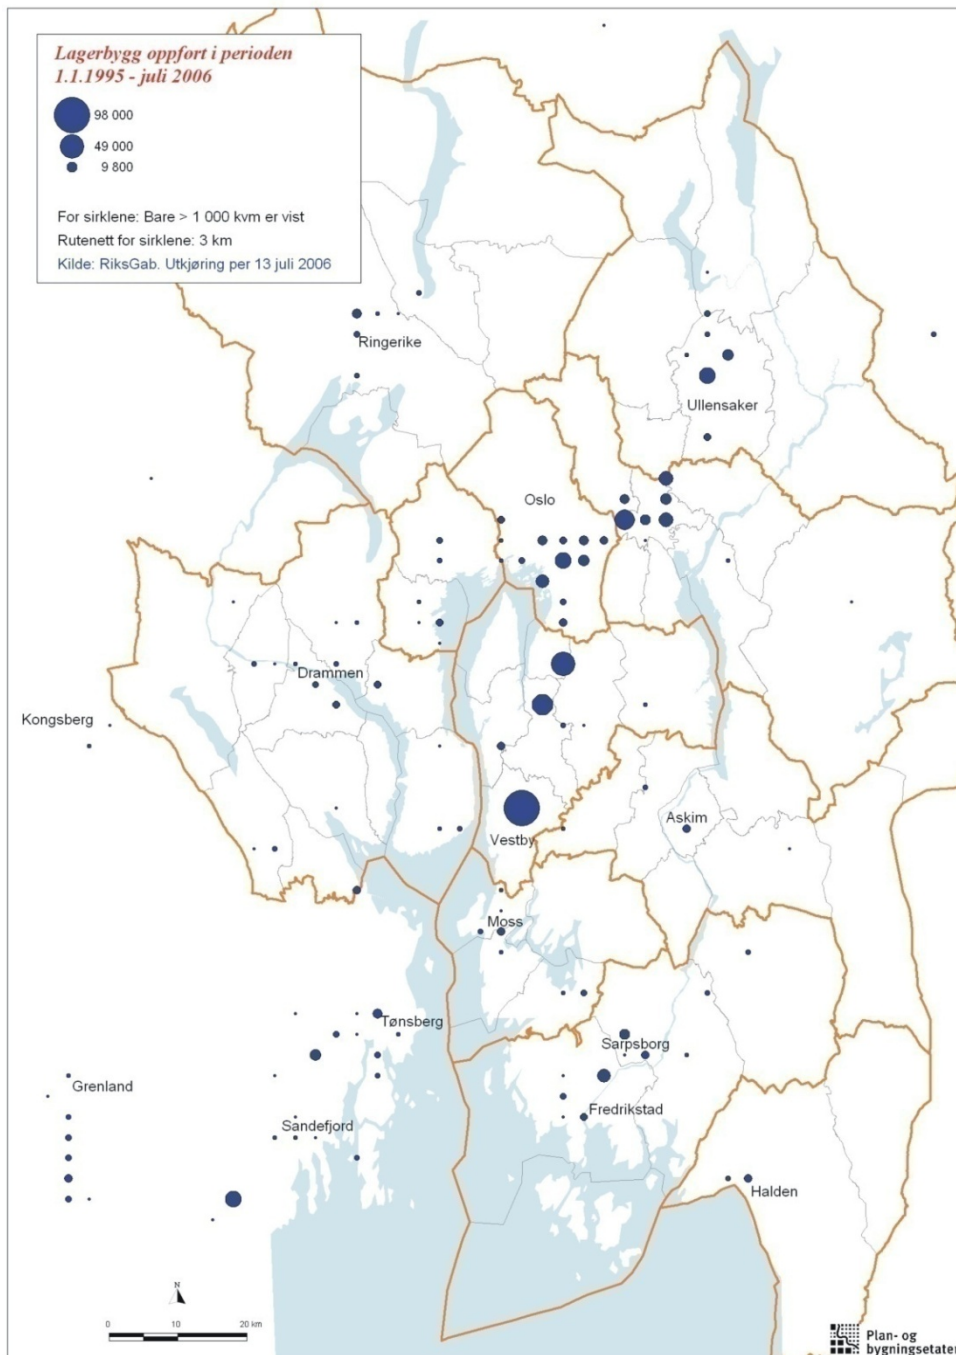 Lagerbygg oppført i perioden
1.1.1995 - juli 2006
98 000
49 000
9 800
For sirklene: Bare > 1 000 kvm er vist
Rutenett for sirklene: 3 km
Kilde: RiksGab. Utkjøring per 13 juli 2006
Ringerike
Ullensaker
Oslo
Drammen
Kongsberg
Askim
Vestby
Moss
Tønsberg
Sarpsborg
Grenland
Fredrikstad
Sandefjord
Halden
N
0 10 20 km
Plan- og
bygningsetaten